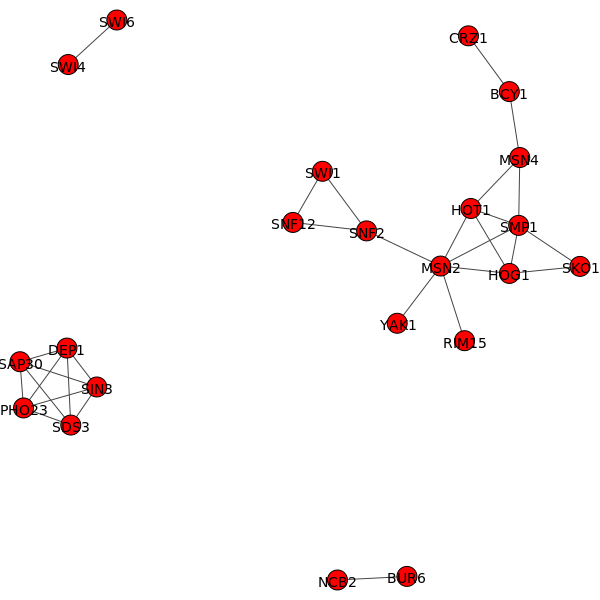 SWI6
CRZ1
SWI4
BCY1
MSN4
SWI1
HOT1
SNF12
SMP1
SNF2
MSN2
SKO1
HOG1
YAK1
RIM15
DEP1
SAP30
SIN3
PHO23
SDS3
BUR6
NCB2